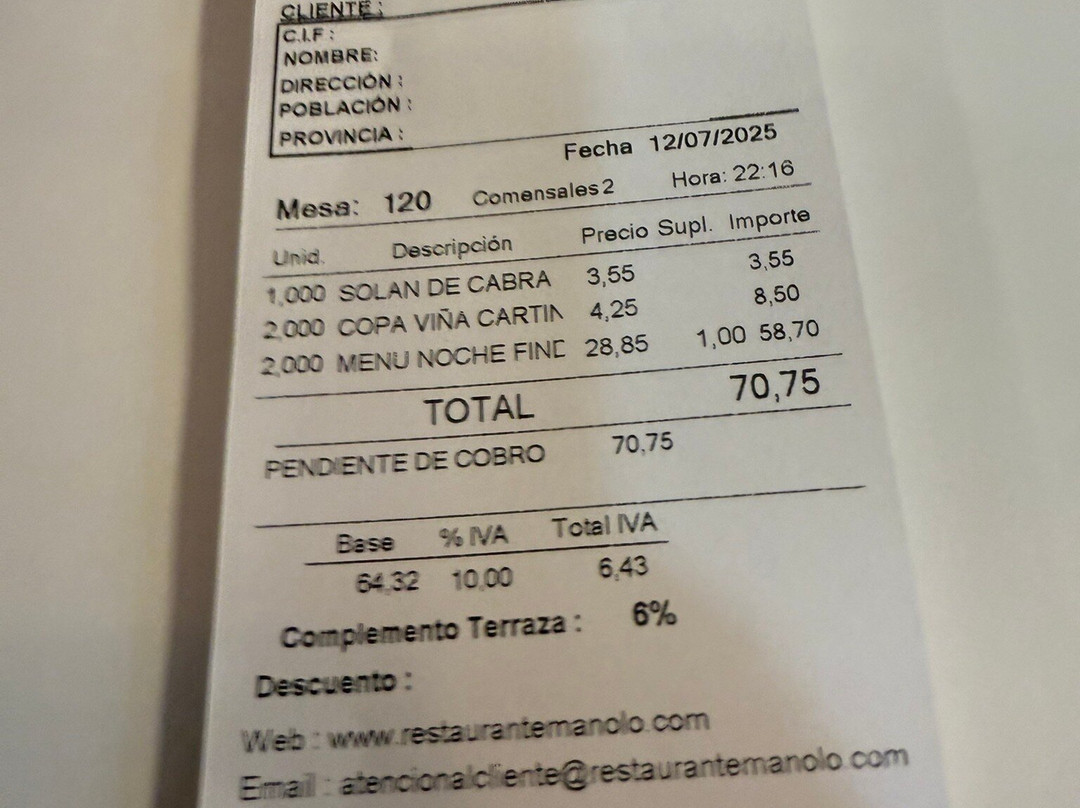 CLIENTE :
C.I.F :
NOMBRE:
DIRECCIÓN :
POBLACIÓN :
PROVINCIA :
Fecha 12/07/2025
Mesa: 120 Comensales 2 Hora: 22:16
Unid. Descripción Precio Supl. Importe
1,000 SOLAN DE CABRA 3,55 3,55
2,000 COPA VIÑA CARTIN 4,25 8,50
2,000 MENU NOCHE FIND 28,85 1,00 58,70
TOTAL 70,75
PENDIENTE DE COBRO 70,75
Base % IVA Total IVA
64,32 10,00 6,43
Complemento Terraza : 6%
Descuento :
Web : www.restaurantemanolo.com
Email : atencionalcliente@restaurantemanolo.com